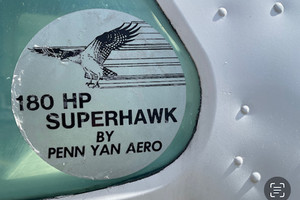 180 HP
SUPERHAWK
BY
PENN YAN AERO